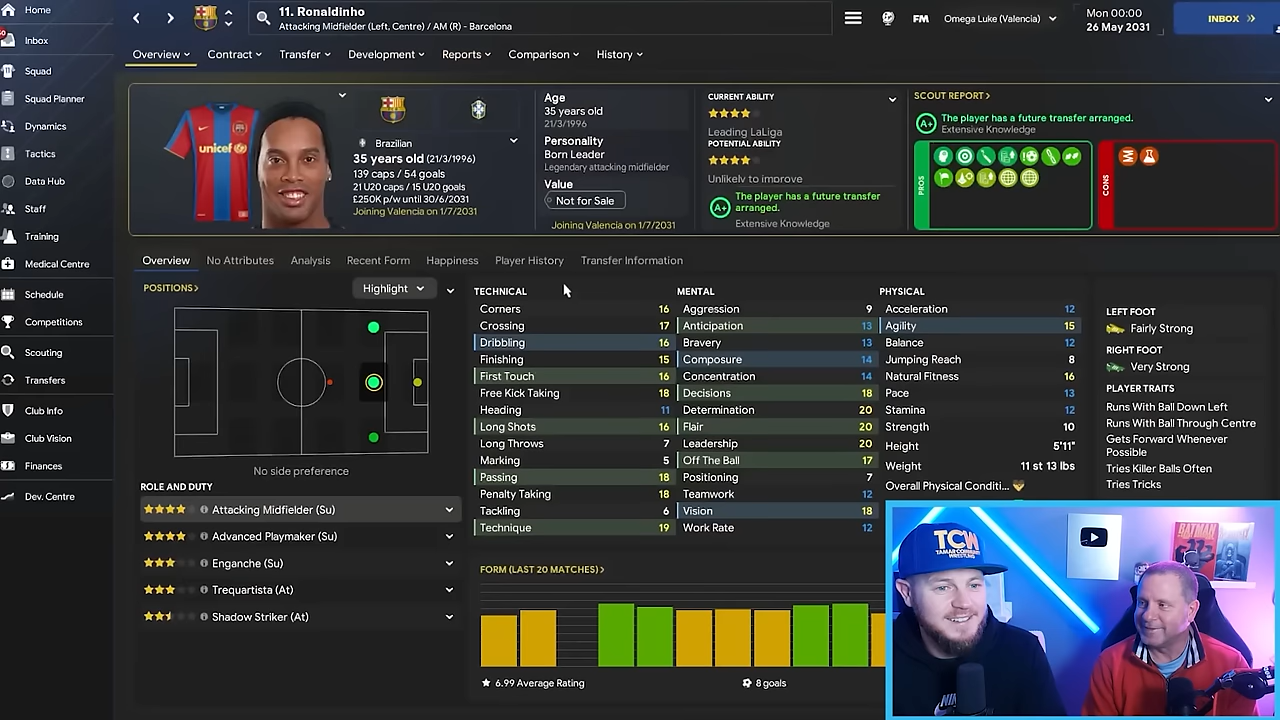 Home
Inbox
Squad
Squad Planner
Dynamics
Tactics
Data Hub
Staff
Training
Medical Centre
Schedule
Competitions
Scouting
Transfers
Club Info
Club Vision
Finances
Dev. Centre
11. Ronaldinho
Attacking Midfielder (Left, Centre) / AM (R) - Barcelona
FM
Omega Luke (Valencia)
Mon 00:00
26 May 2031
INBOX
Overview
Contract
Transfer
Development
Reports
Comparison
History
unicef
Brazilian
35 years old (21/3/1996)
139 caps / 54 goals
21 U20 caps / 15 U20 goals
£250K p/w until 30/6/2031
Joining Valencia on 1/7/2031
Age
35 years old
21/3/1996
Personality
Born Leader
Legendary attacking midfielder
Value
Not for Sale
Joining Valencia on 1/7/2031
CURRENT ABILITY
Leading LaLiga
POTENTIAL ABILITY
Unlikely to improve
A+
The player has a future transfer
arranged.
Extensive Knowledge
SCOUT REPORT >
A+
The player has a future transfer arranged.
Extensive Knowledge
PROS
CONS
Overview
No Attributes
Analysis
Recent Form
Happiness
Player History
Transfer Information
POSITIONS >
Highlight
No side preference
ROLE AND DUTY
Attacking Midfielder (Su)
Advanced Playmaker (Su)
Enganche (Su)
Trequartista (At)
Shadow Striker (At)
TECHNICAL
Corners 16
Crossing 17
Dribbling 16
Finishing 15
First Touch 16
Free Kick Taking 18
Heading 11
Long Shots 16
Long Throws 7
Marking 5
Passing 18
Penalty Taking 18
Tackling 6
Technique 19
MENTAL
Aggression 9
Anticipation 13
Bravery 13
Composure 14
Concentration 14
Decisions 18
Determination 20
Flair 20
Leadership 20
Off The Ball 17
Positioning 7
Teamwork 12
Vision 18
Work Rate 12
PHYSICAL
Acceleration 12
Agility 15
Balance 12
Jumping Reach 8
Natural Fitness 16
Pace 13
Stamina 12
Strength 10
Height 5'11"
Weight 11 st 13 lbs
Overall Physical Conditi...
LEFT FOOT
Fairly Strong
RIGHT FOOT
Very Strong
PLAYER TRAITS
Runs With Ball Down Left
Runs With Ball Through Centre
Gets Forward Whenever
Possible
Tries Killer Balls Often
Tries Tricks
FORM (LAST 20 MATCHES) >
6.99 Average Rating
8 goals
TCW
BATMAN